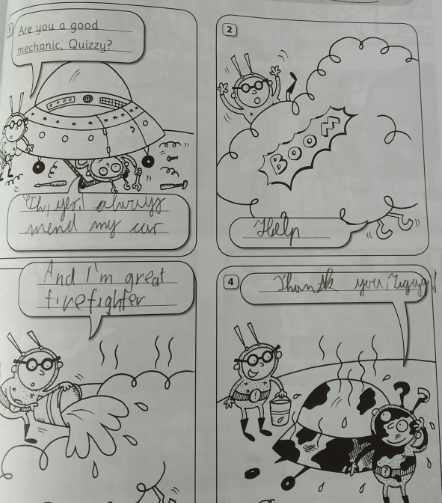 1
Are you a good
mechanic, Quizzy?
Oh, yes! I always
mend my car
2
BOOM
Help
And I'm great
firefighter
4
Thank you,